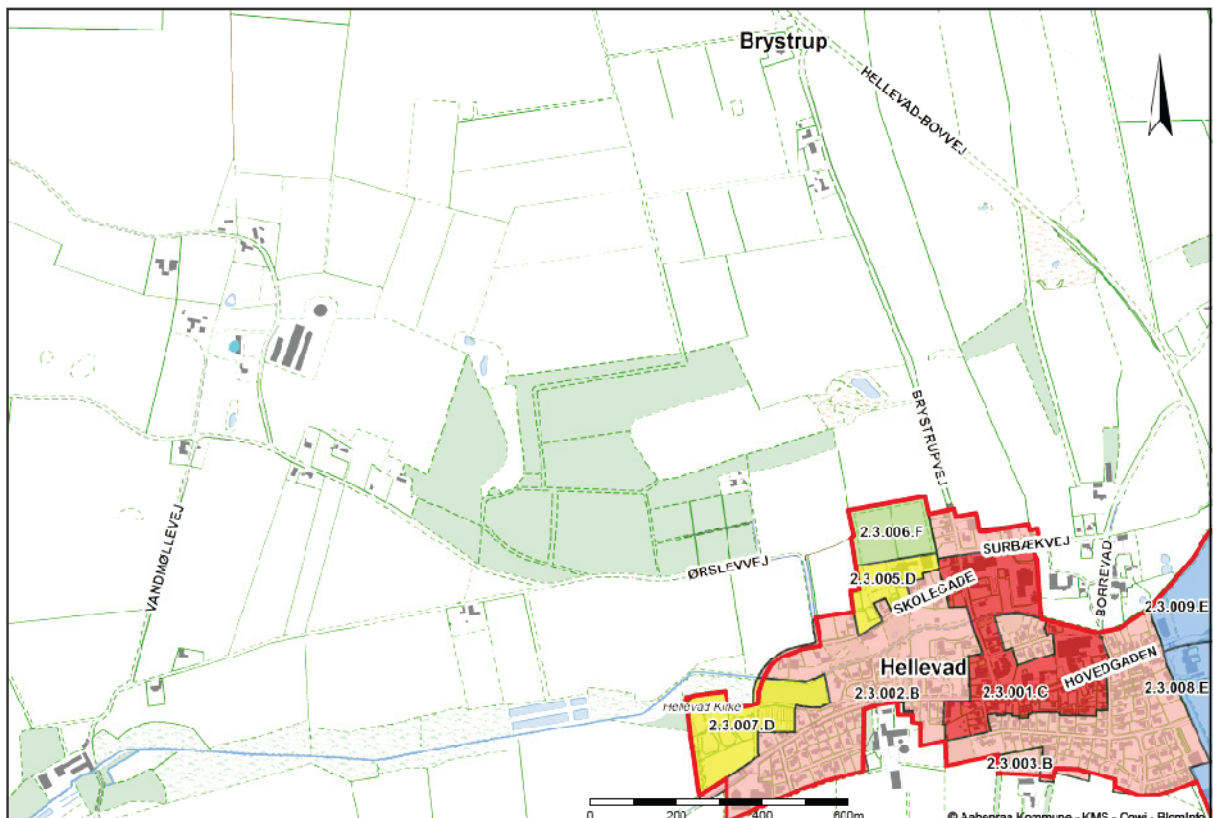 Brystrup
HELLEVAD-BOVVEJ
BRYSTRUPVEJ
VANDMØLLEVEJ
ØRSLEVVEJ
2.3.006.F
SURBÆKVEJ
2.3.005.D
SKOLEGADE
BORREVAD
2.3.009.E
Hellevad
HOVEDGADEN
2.3.002.B
2.3.001.C
2.3.008.E
Hellevad Kirke
2.3.007.D
2.3.003.B
0 200 400 600m
© Aabenraa Kommune - KMS - Cowi - BlomInfo